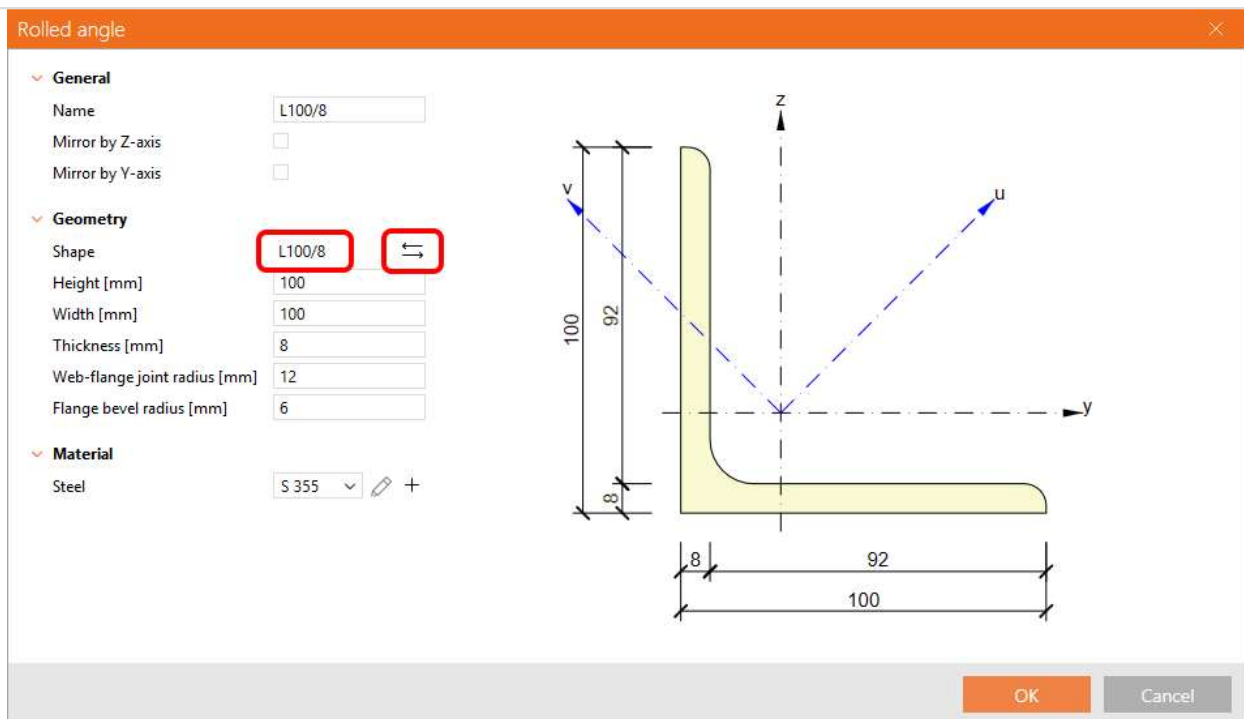 Rolled angle
General
Name L100/8
Mirror by Z-axis
Mirror by Y-axis
Geometry
Shape L100/8
Height [mm] 100
Width [mm] 100
Thickness [mm] 8
Web-flange joint radius [mm] 12
Flange bevel radius [mm] 6
Material
Steel S 355
z
v
u
100
92
y
8
8 92
100
OK Cancel